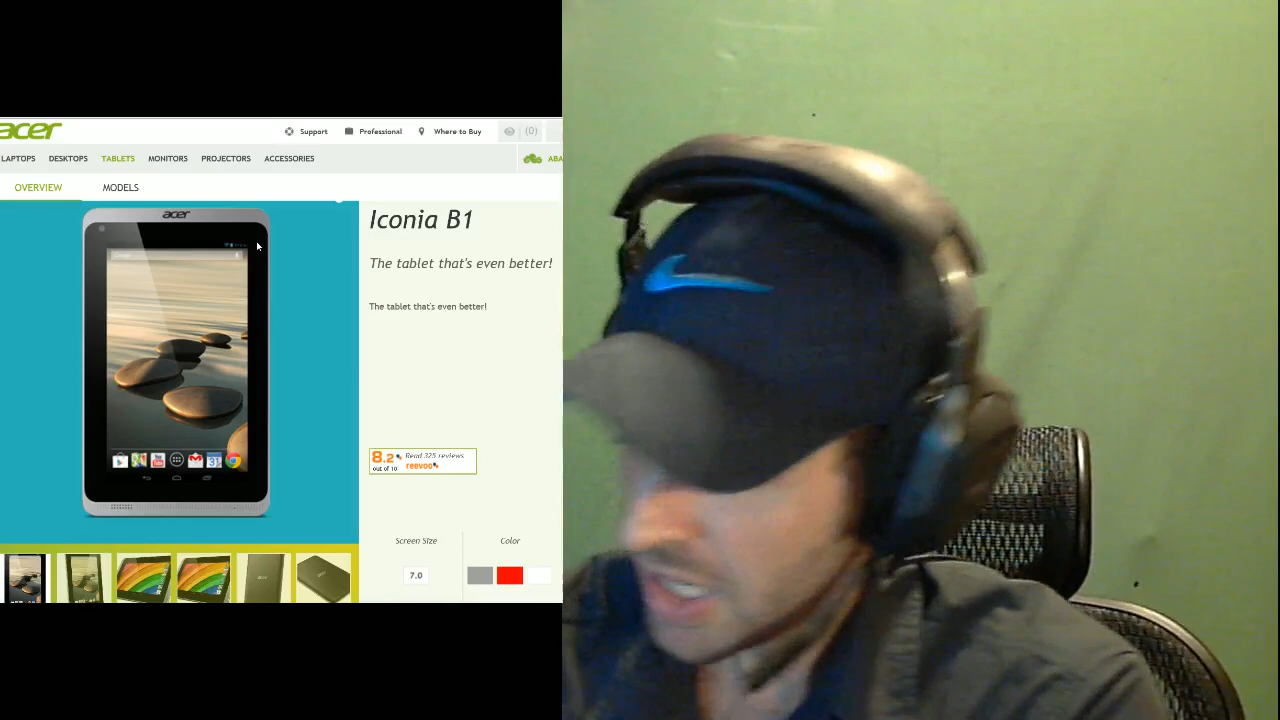 acer
Support Professional Where to Buy (0)
LAPTOPS DESKTOPS TABLETS MONITORS PROJECTORS ACCESSORIES ABA
OVERVIEW MODELS
acer
Iconia B1
The tablet that's even better!
The tablet that's even better!
8.2 out of 10
Read 325 reviews
reevoo
Screen Size Color
7.0